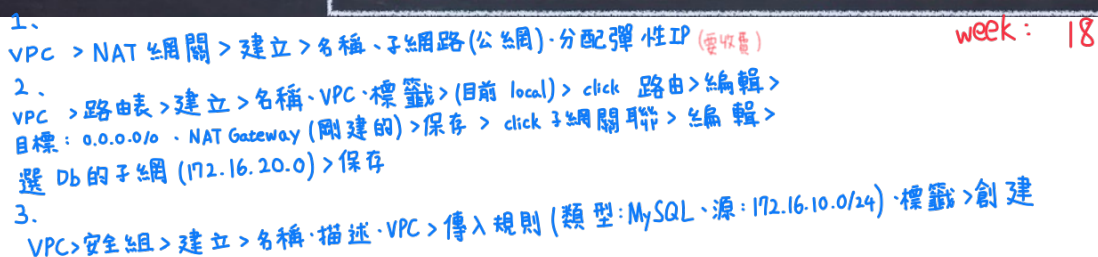 1、
week: 18
VPC > NAT 網關 > 建立 > 名稱、子網路(公網)、分配彈性IP (要收費)
2、
VPC > 路由表 > 建立 > 名稱、VPC、標籤 > (目前 local) > click 路由 > 編輯 >
目標: 0.0.0.0/0 、NAT Gateway (剛建的) > 保存 > click 子網關聯 > 編輯 >
選 Db的子網 (172.16.20.0) > 保存
3、
VPC > 安全組 > 建立 > 名稱、描述、VPC > 傳入規則 (類型: MySQL、源: 172.16.10.0/24)、標籤 > 創建